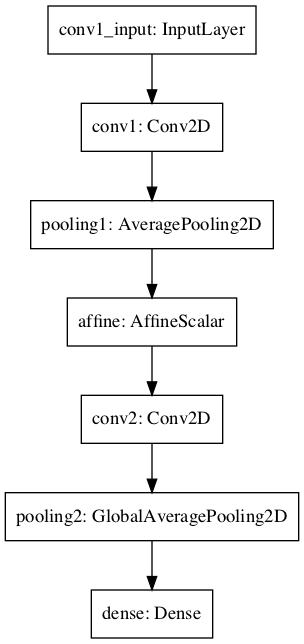 conv1_input: InputLayer
conv1: Conv2D
pooling1: AveragePooling2D
affine: AffineScalar
conv2: Conv2D
pooling2: GlobalAveragePooling2D
dense: Dense